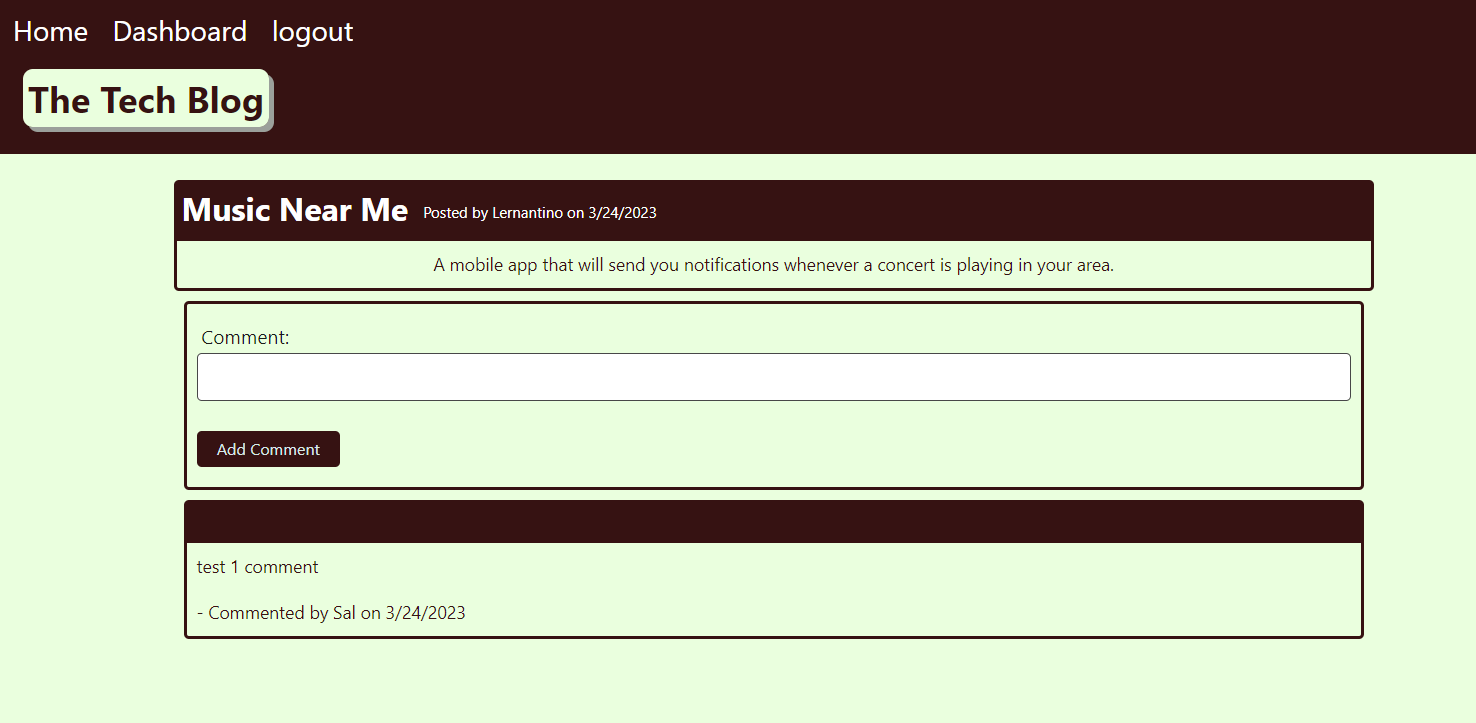 Home Dashboard logout
The Tech Blog
Music Near Me Posted by Lernantino on 3/24/2023
A mobile app that will send you notifications whenever a concert is playing in your area.
Comment:
Add Comment
test 1 comment
- Commented by Sal on 3/24/2023